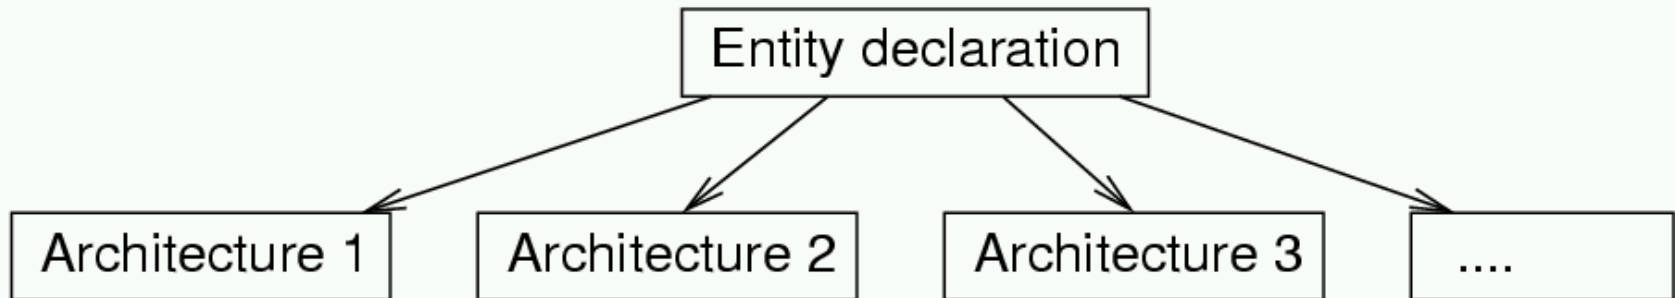 Entity declaration
Architecture 1
Architecture 2
Architecture 3
....